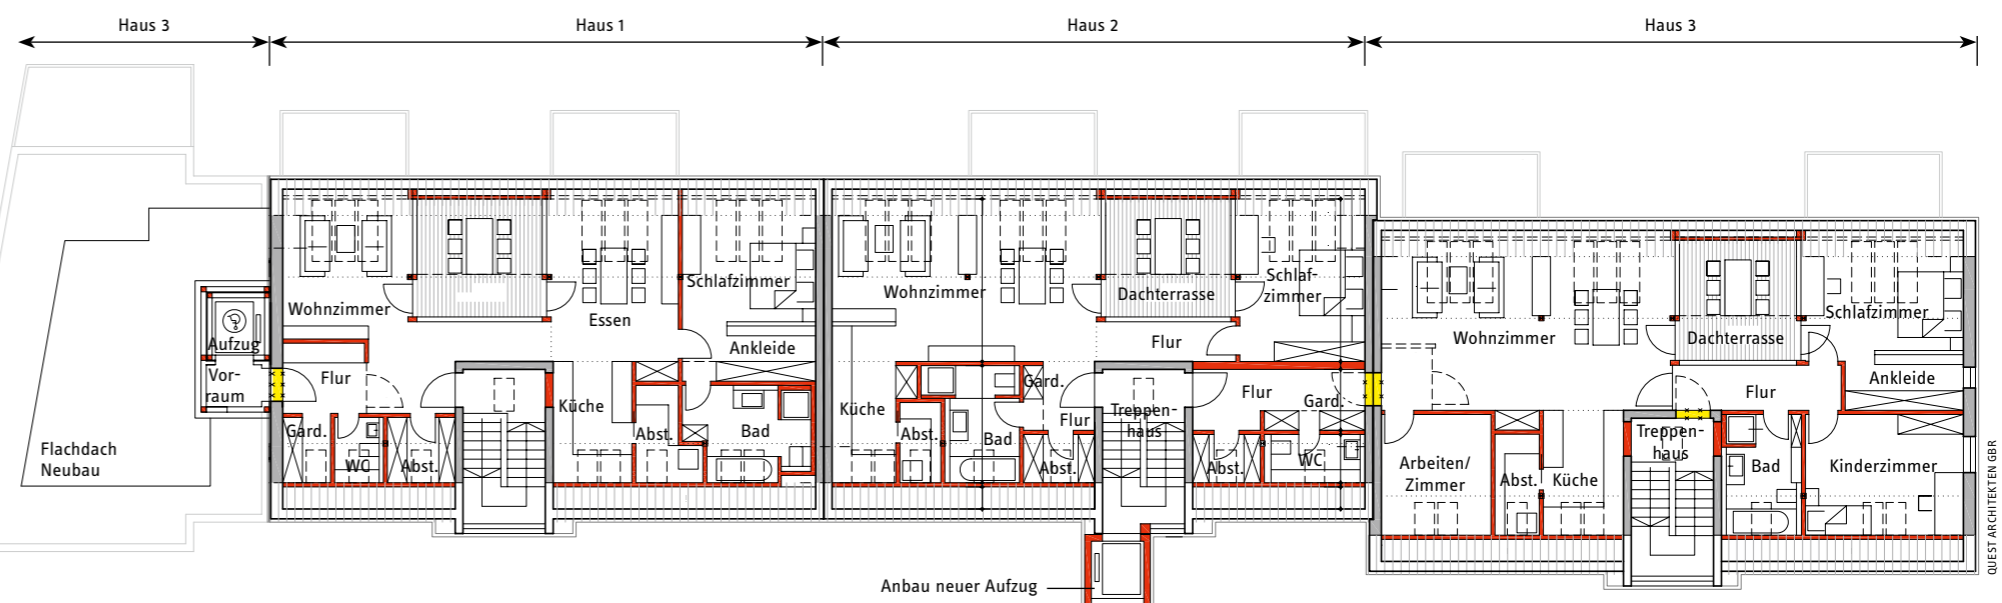 Haus 3
Haus 1
Haus 2
Haus 3
Wohnzimmer
Essen
Schlafzimmer
Ankleide
Aufzug
Vor-
raum
Flur
Gard.
WC
Abst.
Küche
Abst.
Bad
Flachdach
Neubau
Wohnzimmer
Dachterrasse
Schlaf-
zimmer
Flur
Küche
Abst.
Bad
Gard.
Flur
Abst.
Treppen-
haus
Flur
Gard.
Abst.
WC
Anbau neuer Aufzug
Wohnzimmer
Dachterrasse
Schlafzimmer
Ankleide
Flur
Arbeiten/
Zimmer
Abst.
Küche
Treppen-
haus
Bad
Kinderzimmer
QUEST ARCHITEKTEN GBR